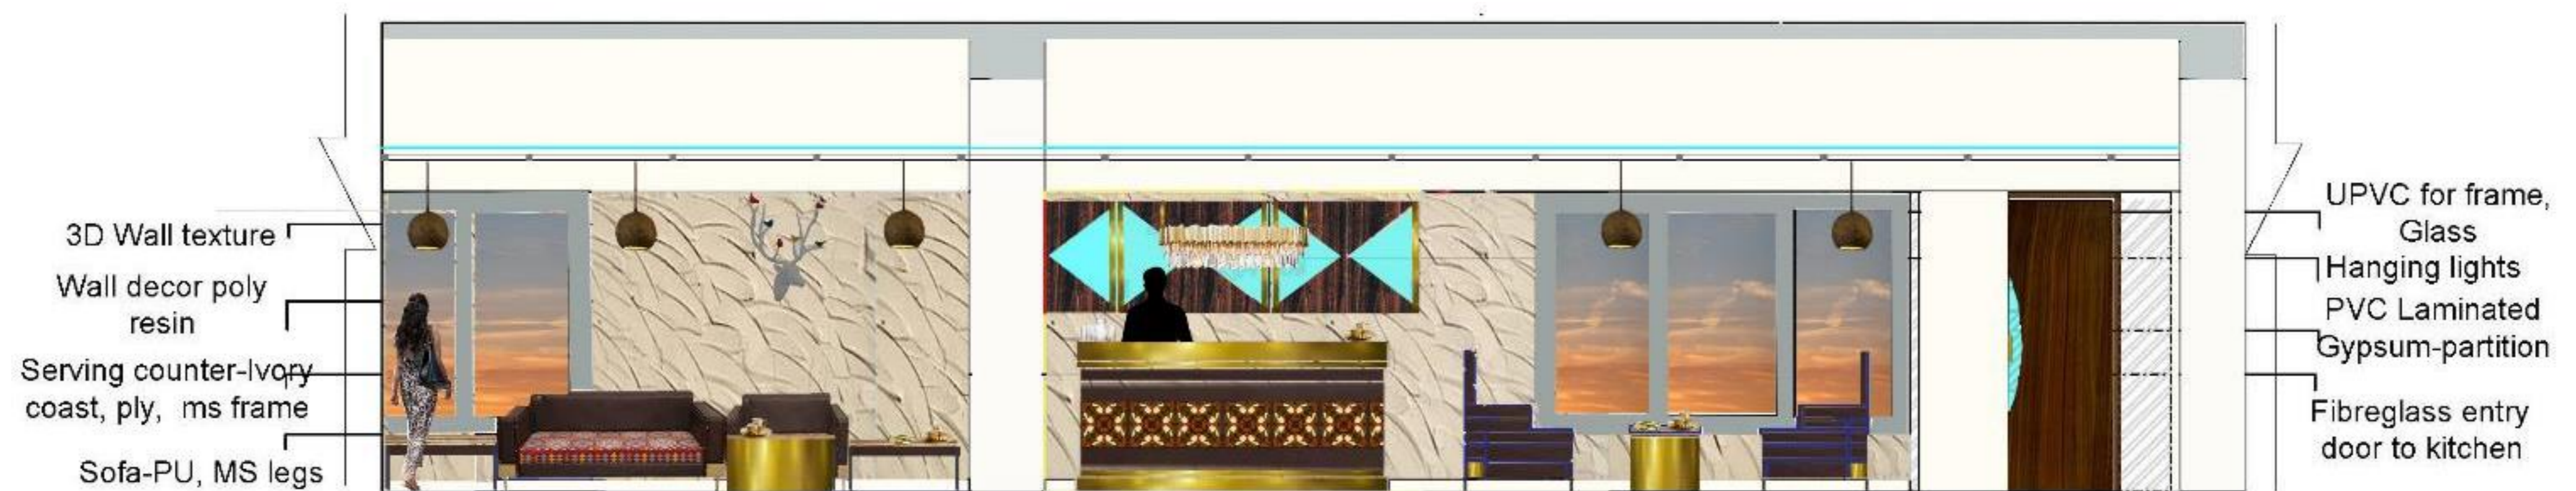 3D Wall texture
Wall decor poly
resin
Serving counter-Ivory
coast, ply, ms frame
Sofa-PU, MS legs
UPVC for frame,
Glass
Hanging lights
PVC Laminated
Gypsum-partition
Fibreglass entry
door to kitchen